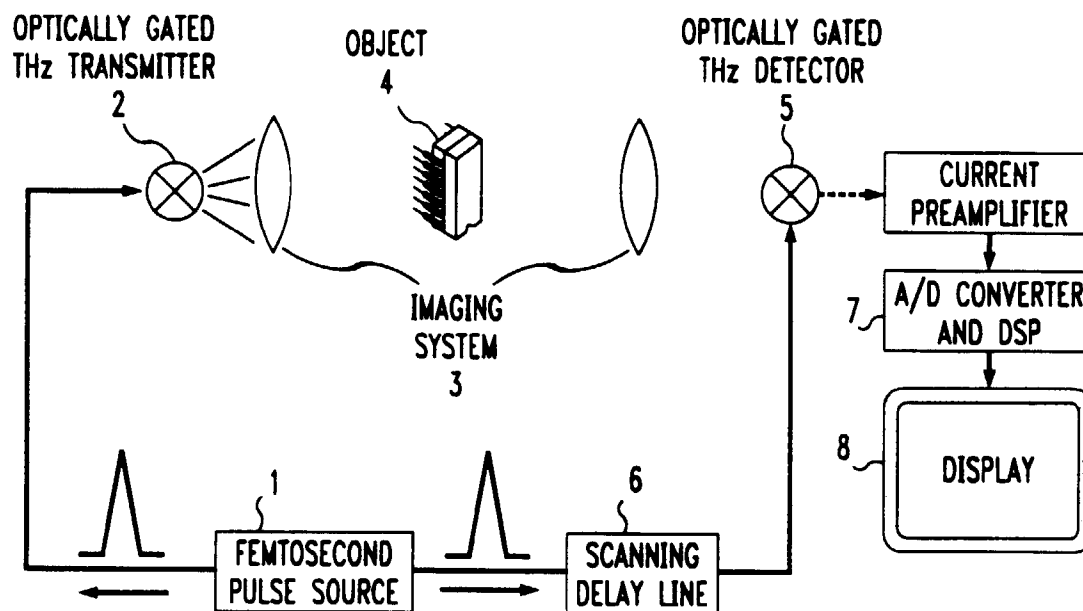 OPTICALLY GATED
THz TRANSMITTER
2
OBJECT
4
OPTICALLY GATED
THz DETECTOR
5
CURRENT
PREAMPLIFIER
IMAGING
SYSTEM
3
7
A/D CONVERTER
AND DSP
8
DISPLAY
1
FEMTOSECOND
PULSE SOURCE
6
SCANNING
DELAY LINE